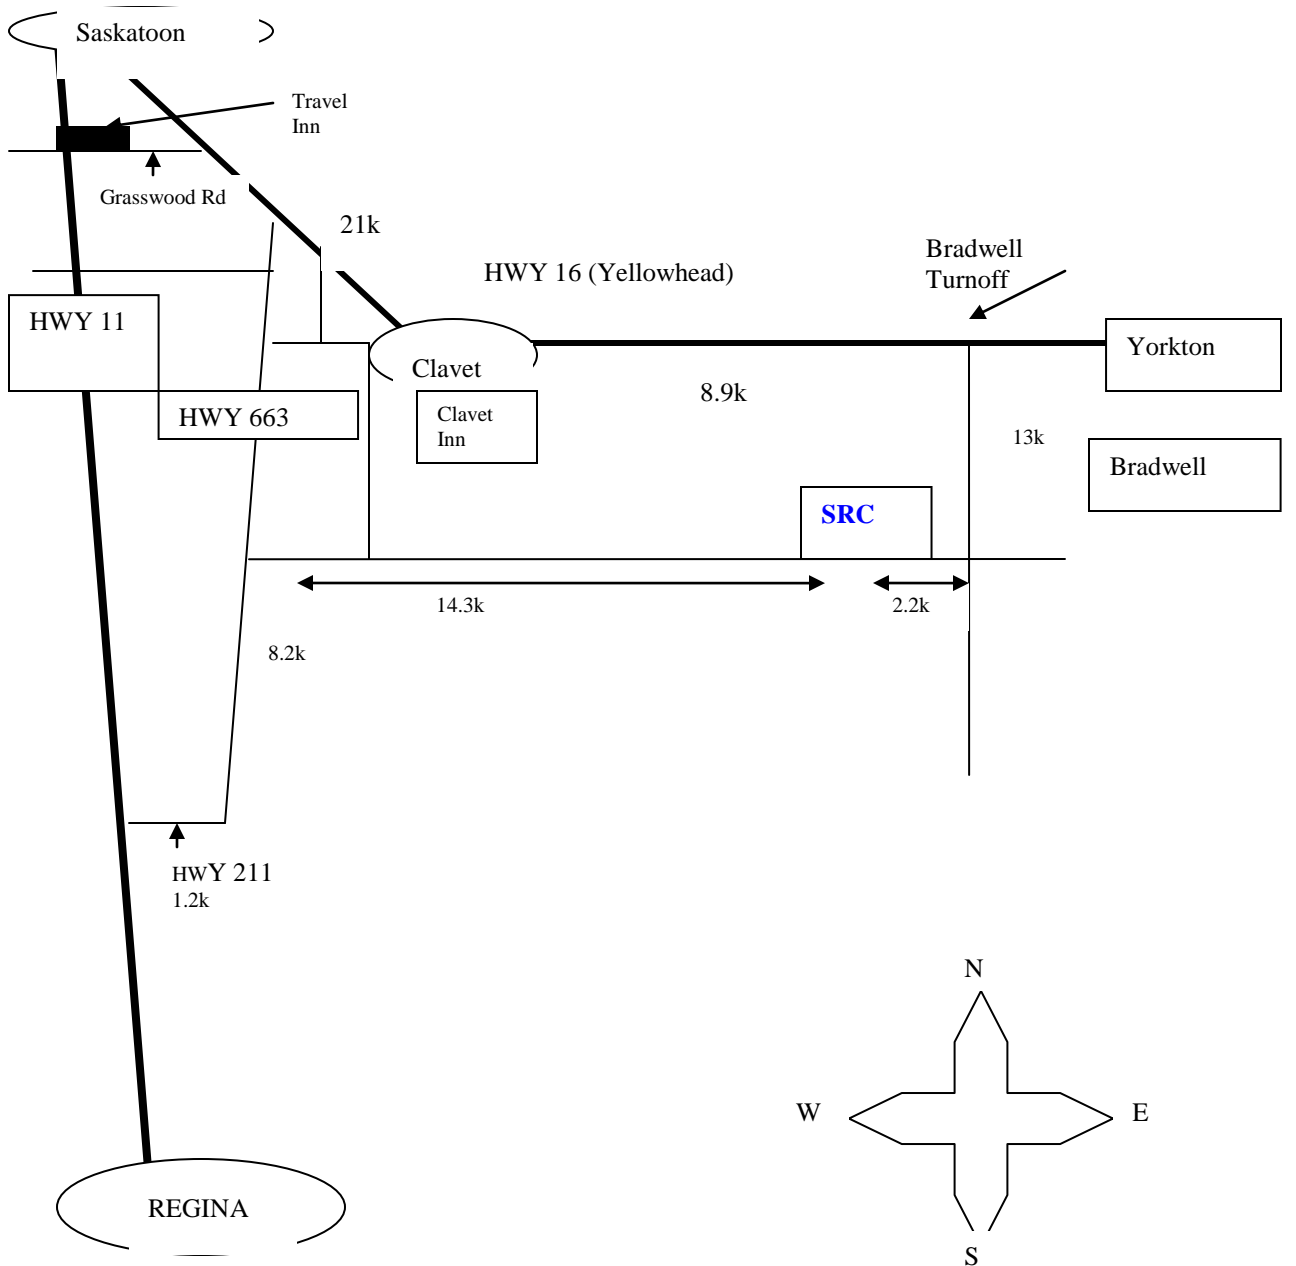 Saskatoon
Travel
Inn
Grasswood Rd
21k
Bradwell
Turnoff
HWY 16 (Yellowhead)
HWY 11
Yorkton
Clavet
8.9k
HWY 663
Clavet
Inn
13k
Bradwell
SRC
14.3k
2.2k
8.2k
HWY 211
1.2k
N
W
E
REGINA
S